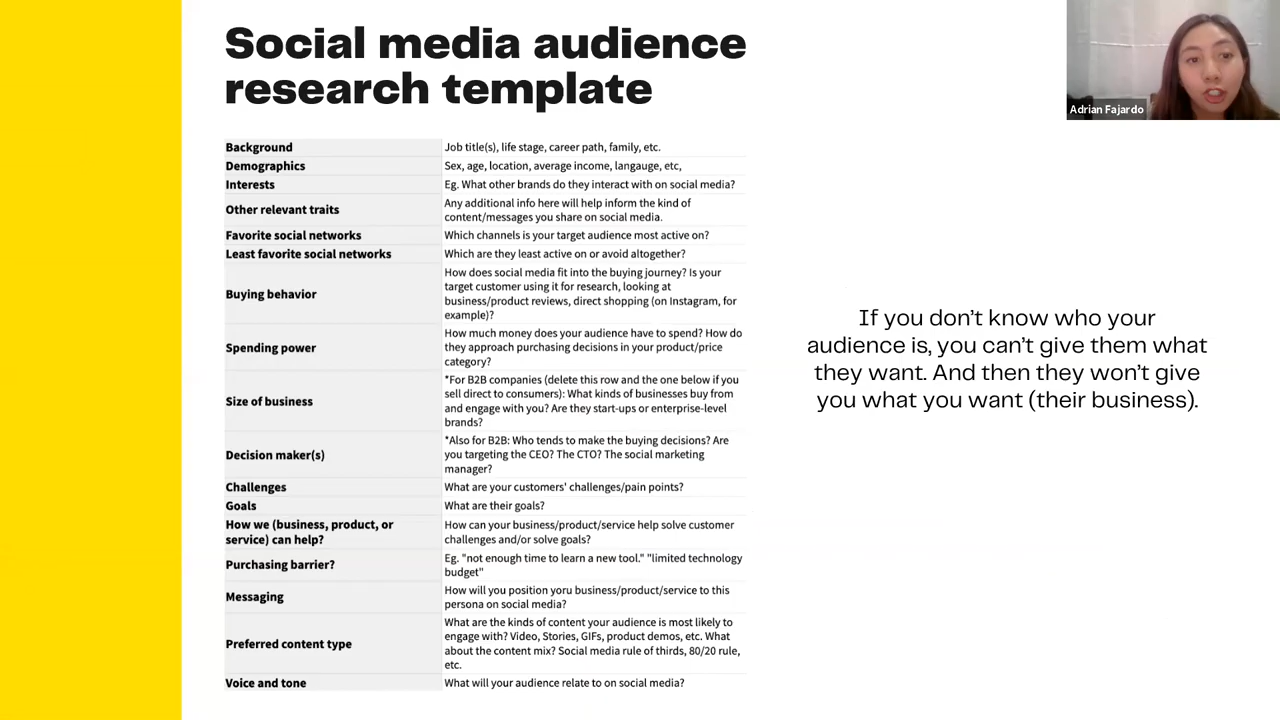 Social media audience
research template
Adrian Fajardo
Background
Job title(s), life stage, career path, family, etc.
Demographics
Sex, age, location, average income, langauge, etc,
Interests
Eg. What other brands do they interact with on social media?
Other relevant traits
Any additional info here will help inform the kind of
content/messages you share on social media.
Favorite social networks
Which channels is your target audience most active on?
Least favorite social networks
Which are they least active on or avoid altogether?
Buying behavior
How does social media fit into the buying journey? Is your
target customer using it for research, looking at
business/product reviews, direct shopping (on Instagram, for
example)?
Spending power
How much money does your audience have to spend? How do
they approach purchasing decisions in your product/price
category?
Size of business
*For B2B companies (delete this row and the one below if you
sell direct to consumers): What kinds of businesses buy from
and engage with you? Are they start-ups or enterprise-level
brands?
Decision maker(s)
*Also for B2B: Who tends to make the buying decisions? Are
you targeting the CEO? The CTO? The social marketing
manager?
Challenges
What are your customers' challenges/pain points?
Goals
What are their goals?
How we (business, product, or
service) can help?
How can your business/product/service help solve customer
challenges and/or solve goals?
Purchasing barrier?
Eg. "not enough time to learn a new tool." "limited technology
budget"
Messaging
How will you position yoru business/product/service to this
persona on social media?
Preferred content type
What are the kinds of content your audience is most likely to
engage with? Video, Stories, GIFs, product demos, etc. What
about the content mix? Social media rule of thirds, 80/20 rule,
etc.
Voice and tone
What will your audience relate to on social media?
If you don't know who your
audience is, you can't give them what
they want. And then they won't give
you what you want (their business).